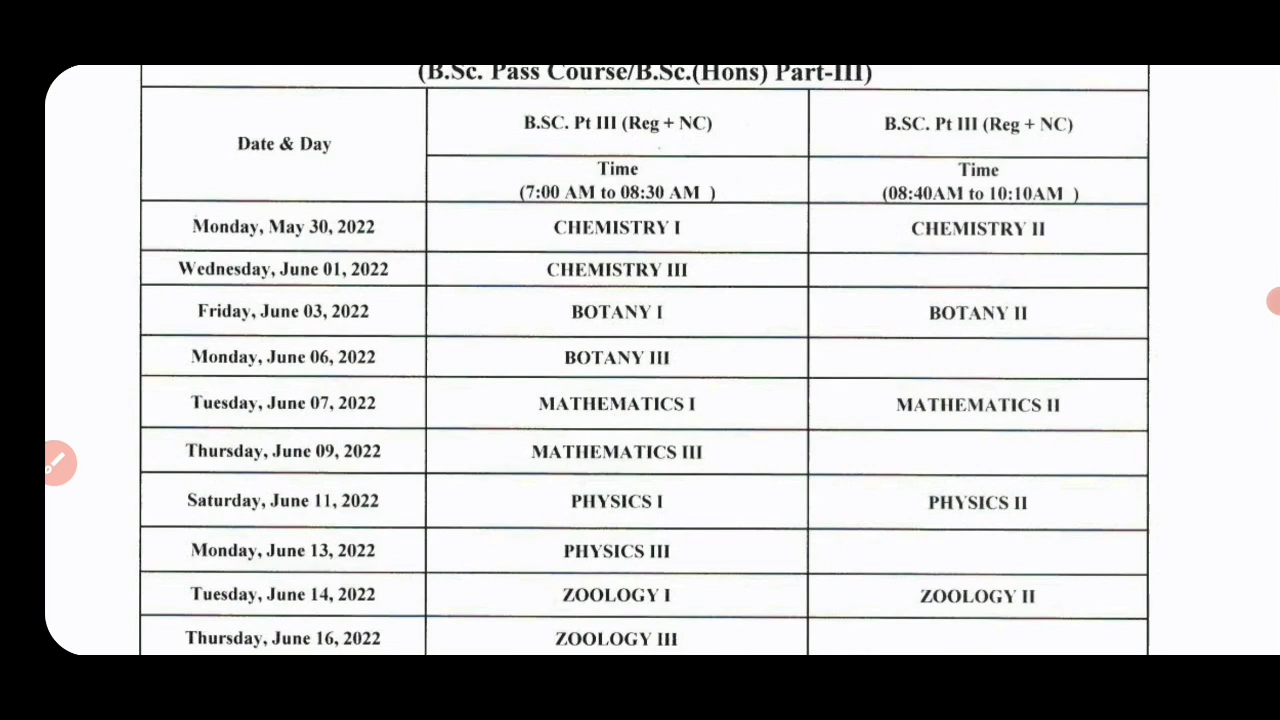 (B.Sc. Pass Course/B.Sc.(Hons) Part-III)
Date & Day
B.SC. Pt III (Reg + NC)
B.SC. Pt III (Reg + NC)
Time
(7:00 AM to 08:30 AM )
Time
(08:40AM to 10:10AM )
Monday, May 30, 2022 CHEMISTRY I CHEMISTRY II
Wednesday, June 01, 2022 CHEMISTRY III
Friday, June 03, 2022 BOTANY I BOTANY II
Monday, June 06, 2022 BOTANY III
Tuesday, June 07, 2022 MATHEMATICS I MATHEMATICS II
Thursday, June 09, 2022 MATHEMATICS III
Saturday, June 11, 2022 PHYSICS I PHYSICS II
Monday, June 13, 2022 PHYSICS III
Tuesday, June 14, 2022 ZOOLOGY I ZOOLOGY II
Thursday, June 16, 2022 ZOOLOGY III